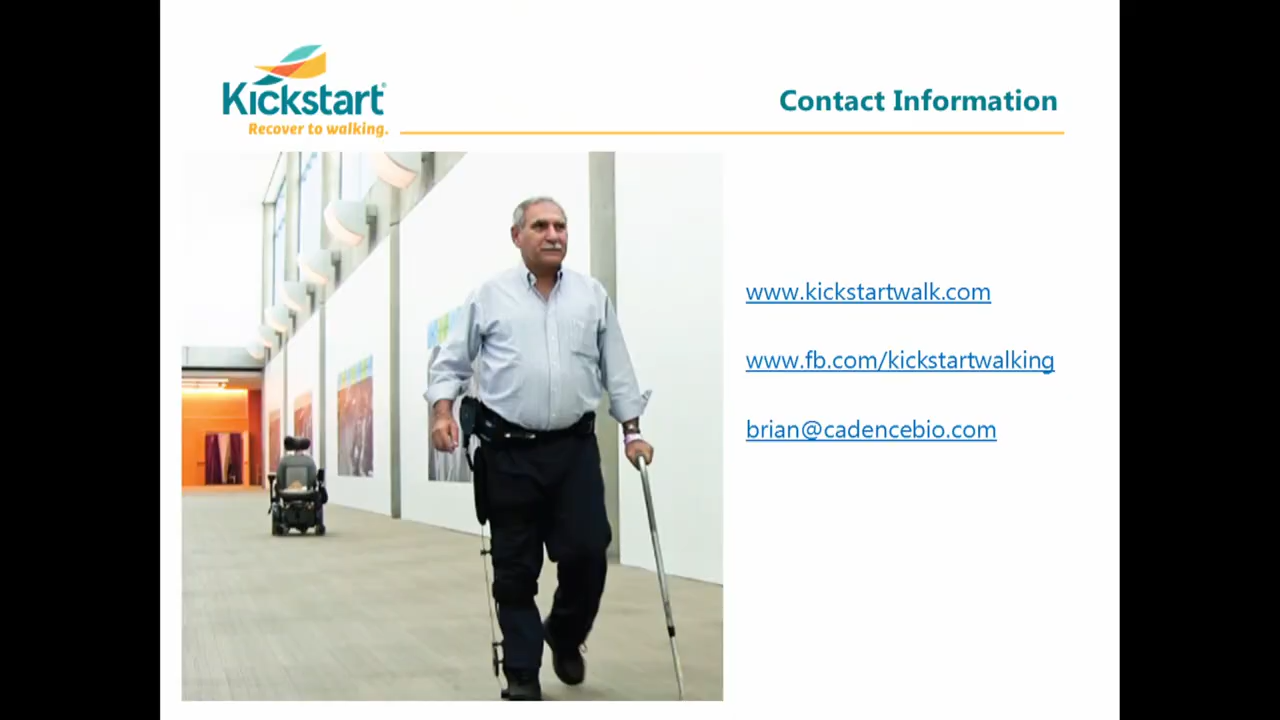 Kickstart®
Recover to walking.
Contact Information
www.kickstartwalk.com
www.fb.com/kickstartwalking
brian@cadencebio.com